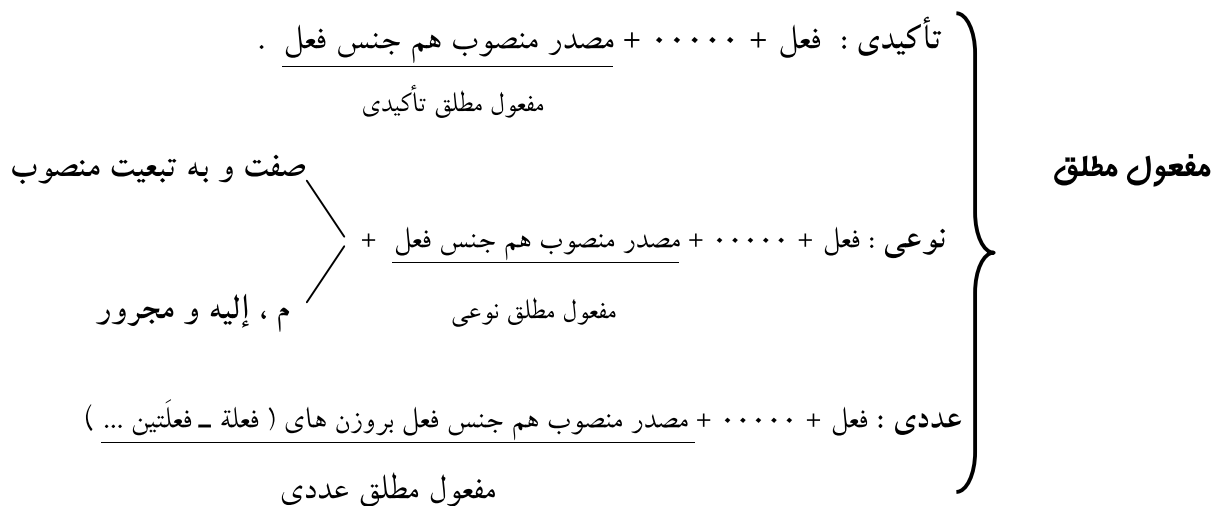 تأکیدی : فعل + ۰۰۰۰۰ + مصدر منصوب هم جنس فعل .
مفعول مطلق تأکیدی
مفعول مطلق
صفت و به تبعیت منصوب
نوعی : فعل + ۰۰۰۰۰ + مصدر منصوب هم جنس فعل +
م ، إلیه و مجرور
مفعول مطلق نوعی
عددی : فعل + ۰۰۰۰۰ + مصدر منصوب هم جنس فعل بروزن های ( فعلة ـ فعلَتین ... )
مفعول مطلق عددی